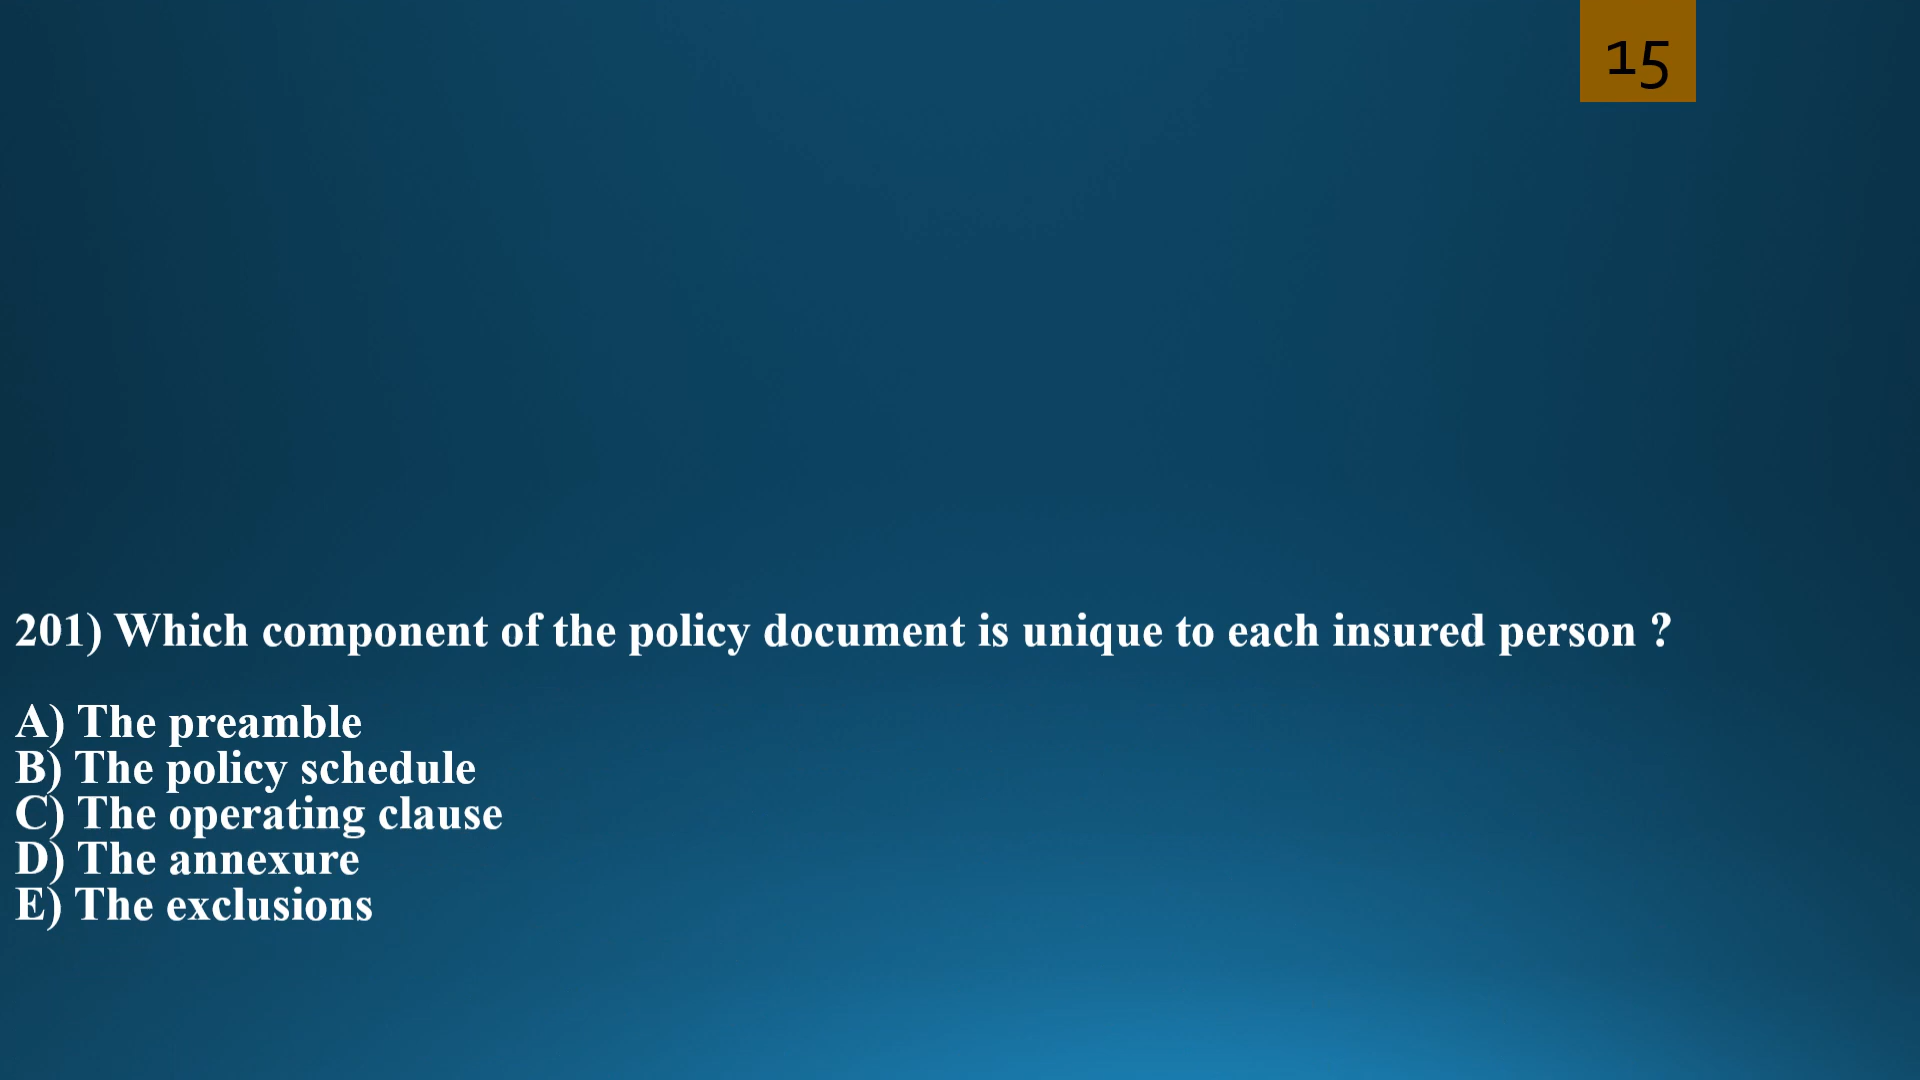 15
201) Which component of the policy document is unique to each insured person ?
A) The preamble
B) The policy schedule
C) The operating clause
D) The annexure
E) The exclusions